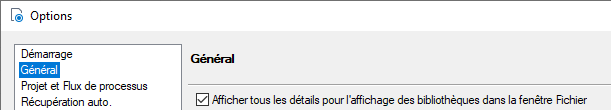 Options
Démarrage
Général
Projet et Flux de processus
Récupération auto.
Général
Afficher tous les détails pour l'affichage des bibliothèques dans la fenêtre Fichier